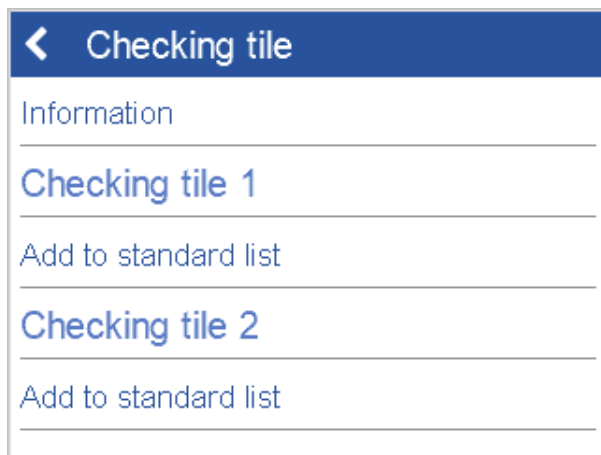 Checking tile
Information
Checking tile 1
Add to standard list
Checking tile 2
Add to standard list